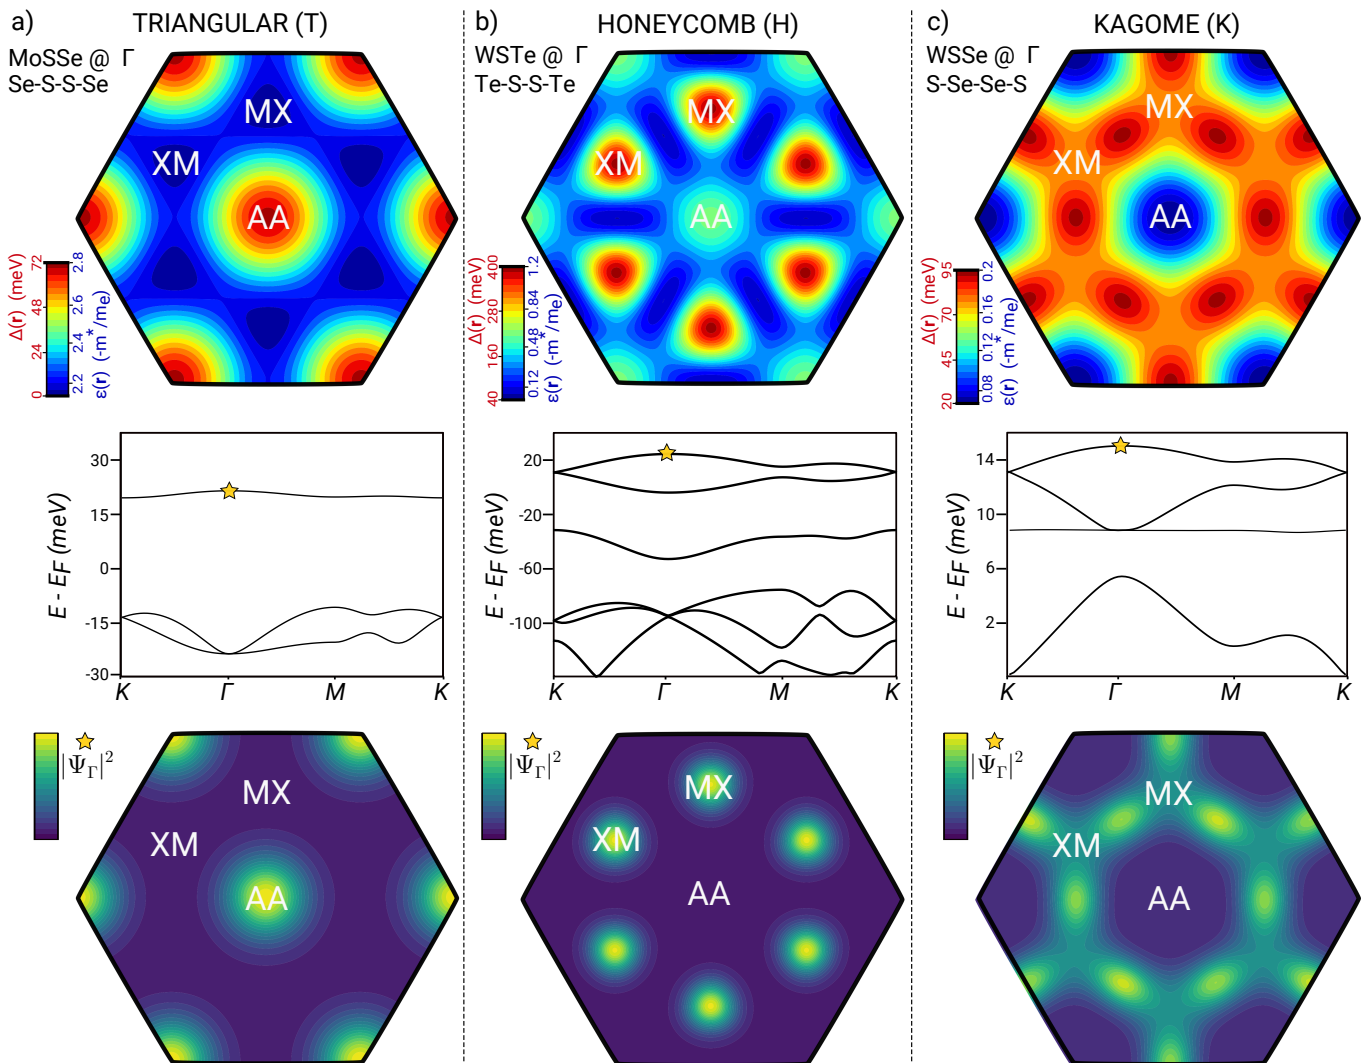 a) TRIANGULAR (T)
MoSSe @ Γ
Se-S-S-Se
MX
XM
AA
0 24 48 72
Δ(r) (meV)
2.2 2.4 2.6 2.8
ε(r) (-m*/me)
b) HONEYCOMB (H)
WSTe @ Γ
Te-S-S-Te
MX
XM
AA
40 160 280 400
Δ(r) (meV)
0.12 0.48 0.84 1.2
ε(r) (-m*/me)
c) KAGOME (K)
WSSe @ Γ
S-Se-Se-S
MX
XM
AA
20 45 70 95
Δ(r) (meV)
0.08 0.12 0.16 0.2
ε(r) (-m*/me)
E - EF (meV)
30
15
0
-15
-30
K Γ M K
E - EF (meV)
20
-20
-60
-100
K Γ M K
E - EF (meV)
14
10
6
2
K Γ M K
|ΨΓ|²
MX
XM
AA
|ΨΓ|²
MX
XM
AA
|ΨΓ|²
MX
XM
AA